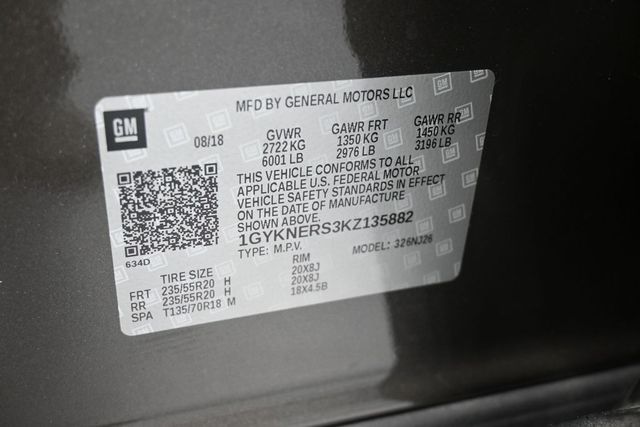 MFD BY GENERAL MOTORS LLC
GM
08/18 GVWR GAWR FRT GAWR RR
2722 KG 1350 KG 1450 KG
6001 LB 2976 LB 3196 LB
THIS VEHICLE CONFORMS TO ALL
APPLICABLE U.S. FEDERAL MOTOR
VEHICLE SAFETY STANDARDS IN EFFECT
ON THE DATE OF MANUFACTURE
SHOWN ABOVE.
1GYKNERS3KZ135882
634D
TYPE: M.P.V. MODEL: 326NJ26
TIRE SIZE RIM
FRT 235/55R20 H 20X8J
RR 235/55R20 H 20X8J
SPA T135/70R18 M 18X4.5B